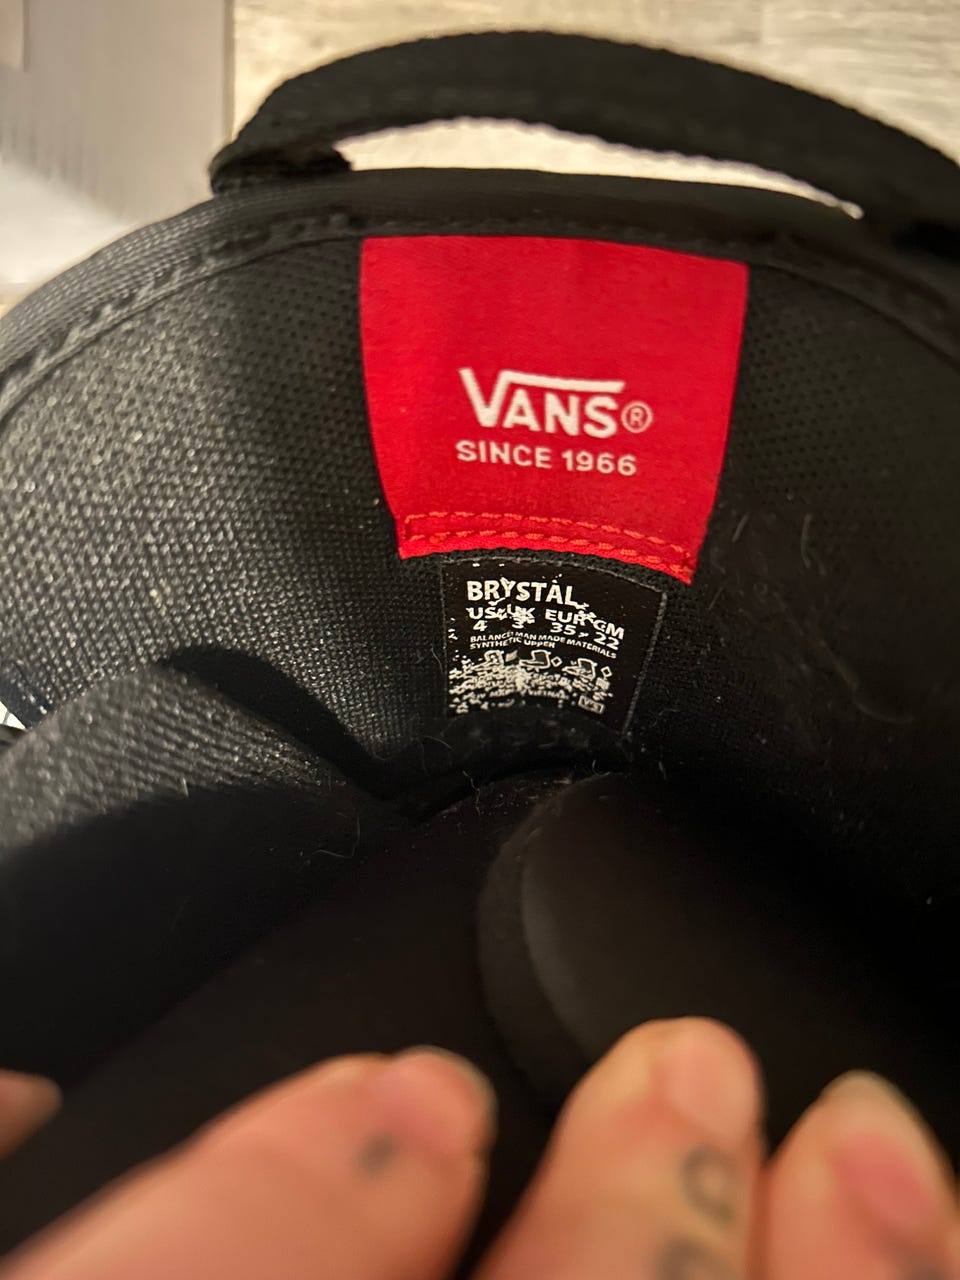 VANS®
SINCE 1966
BRYSTAL
US UK EUR CM
4 3 35 22
BALANCE: MAN MADE MATERIALS
SYNTHETIC UPPER